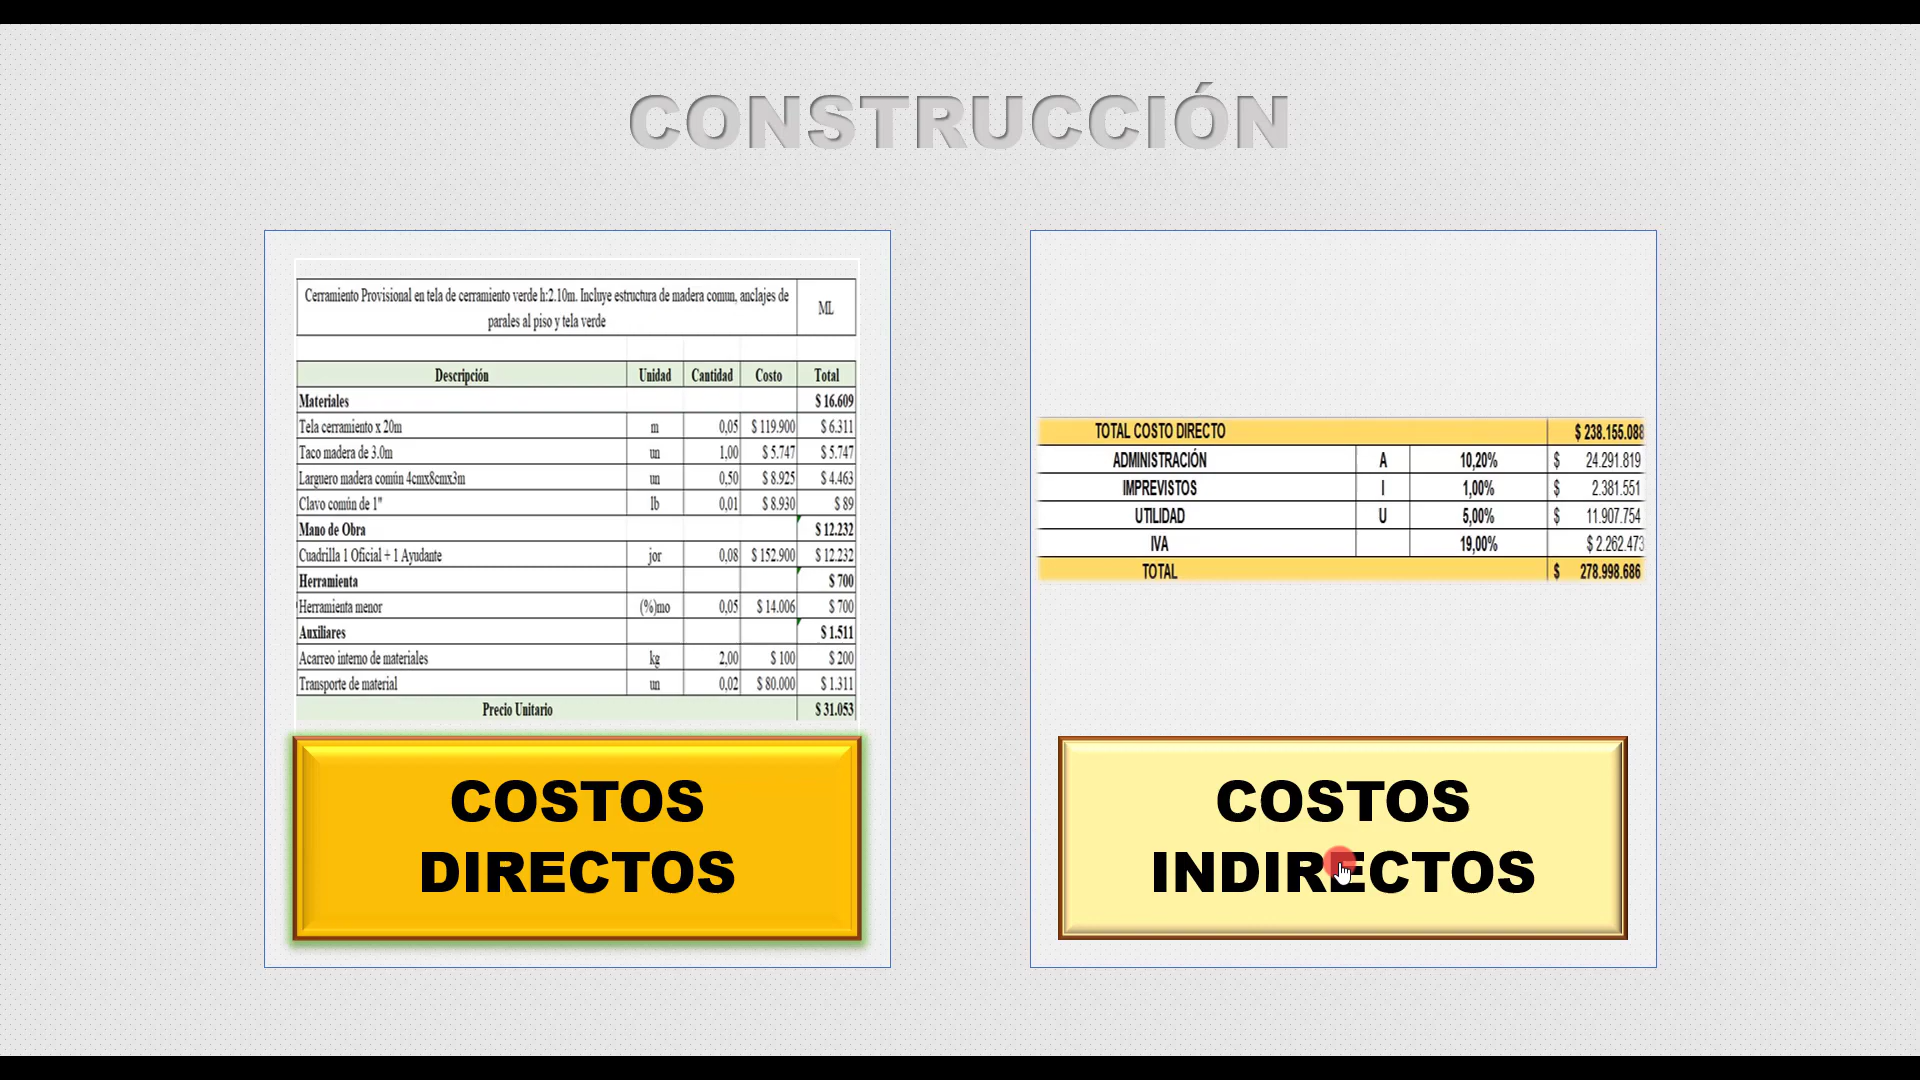 CONSTRUCCIÓN
Cerramiento Provisional en tela de cerramiento verde h:2.10m. Incluye estructura de madera comun, anclajes de
parales al piso y tela verde
ML
Descripción Unidad Cantidad Costo Total
Materiales $ 16.609
Tela cerramiento x 20m m 0,05 $ 119.900 $ 6.311
Taco madera de 3.0m un 1,00 $ 5.747 $ 5.747
Larguero madera común 4cmx8cmx3m un 0,50 $ 8.925 $ 4.463
Clavo común de 1" lb 0,01 $ 8.930 $ 89
Mano de Obra $ 12.232
Cuadrilla 1 Oficial + 1 Ayudante jor 0,08 $ 152.900 $ 12.232
Herramienta $ 700
Herramienta menor (%)mo 0,05 $ 14.006 $ 700
Auxiliares $ 1.511
Acarreo interno de materiales kg 2,00 $ 100 $ 200
Transporte de material un 0,02 $ 80.000 $ 1.311
Precio Unitario $ 31.053
COSTOS
DIRECTOS
TOTAL COSTO DIRECTO $ 238.155.088
ADMINISTRACIÓN A 10,20% $ 24.291.819
IMPREVISTOS I 1,00% $ 2.381.551
UTILIDAD U 5,00% $ 11.907.754
IVA 19,00% $ 2.262.473
TOTAL $ 278.998.686
COSTOS
INDIRECTOS